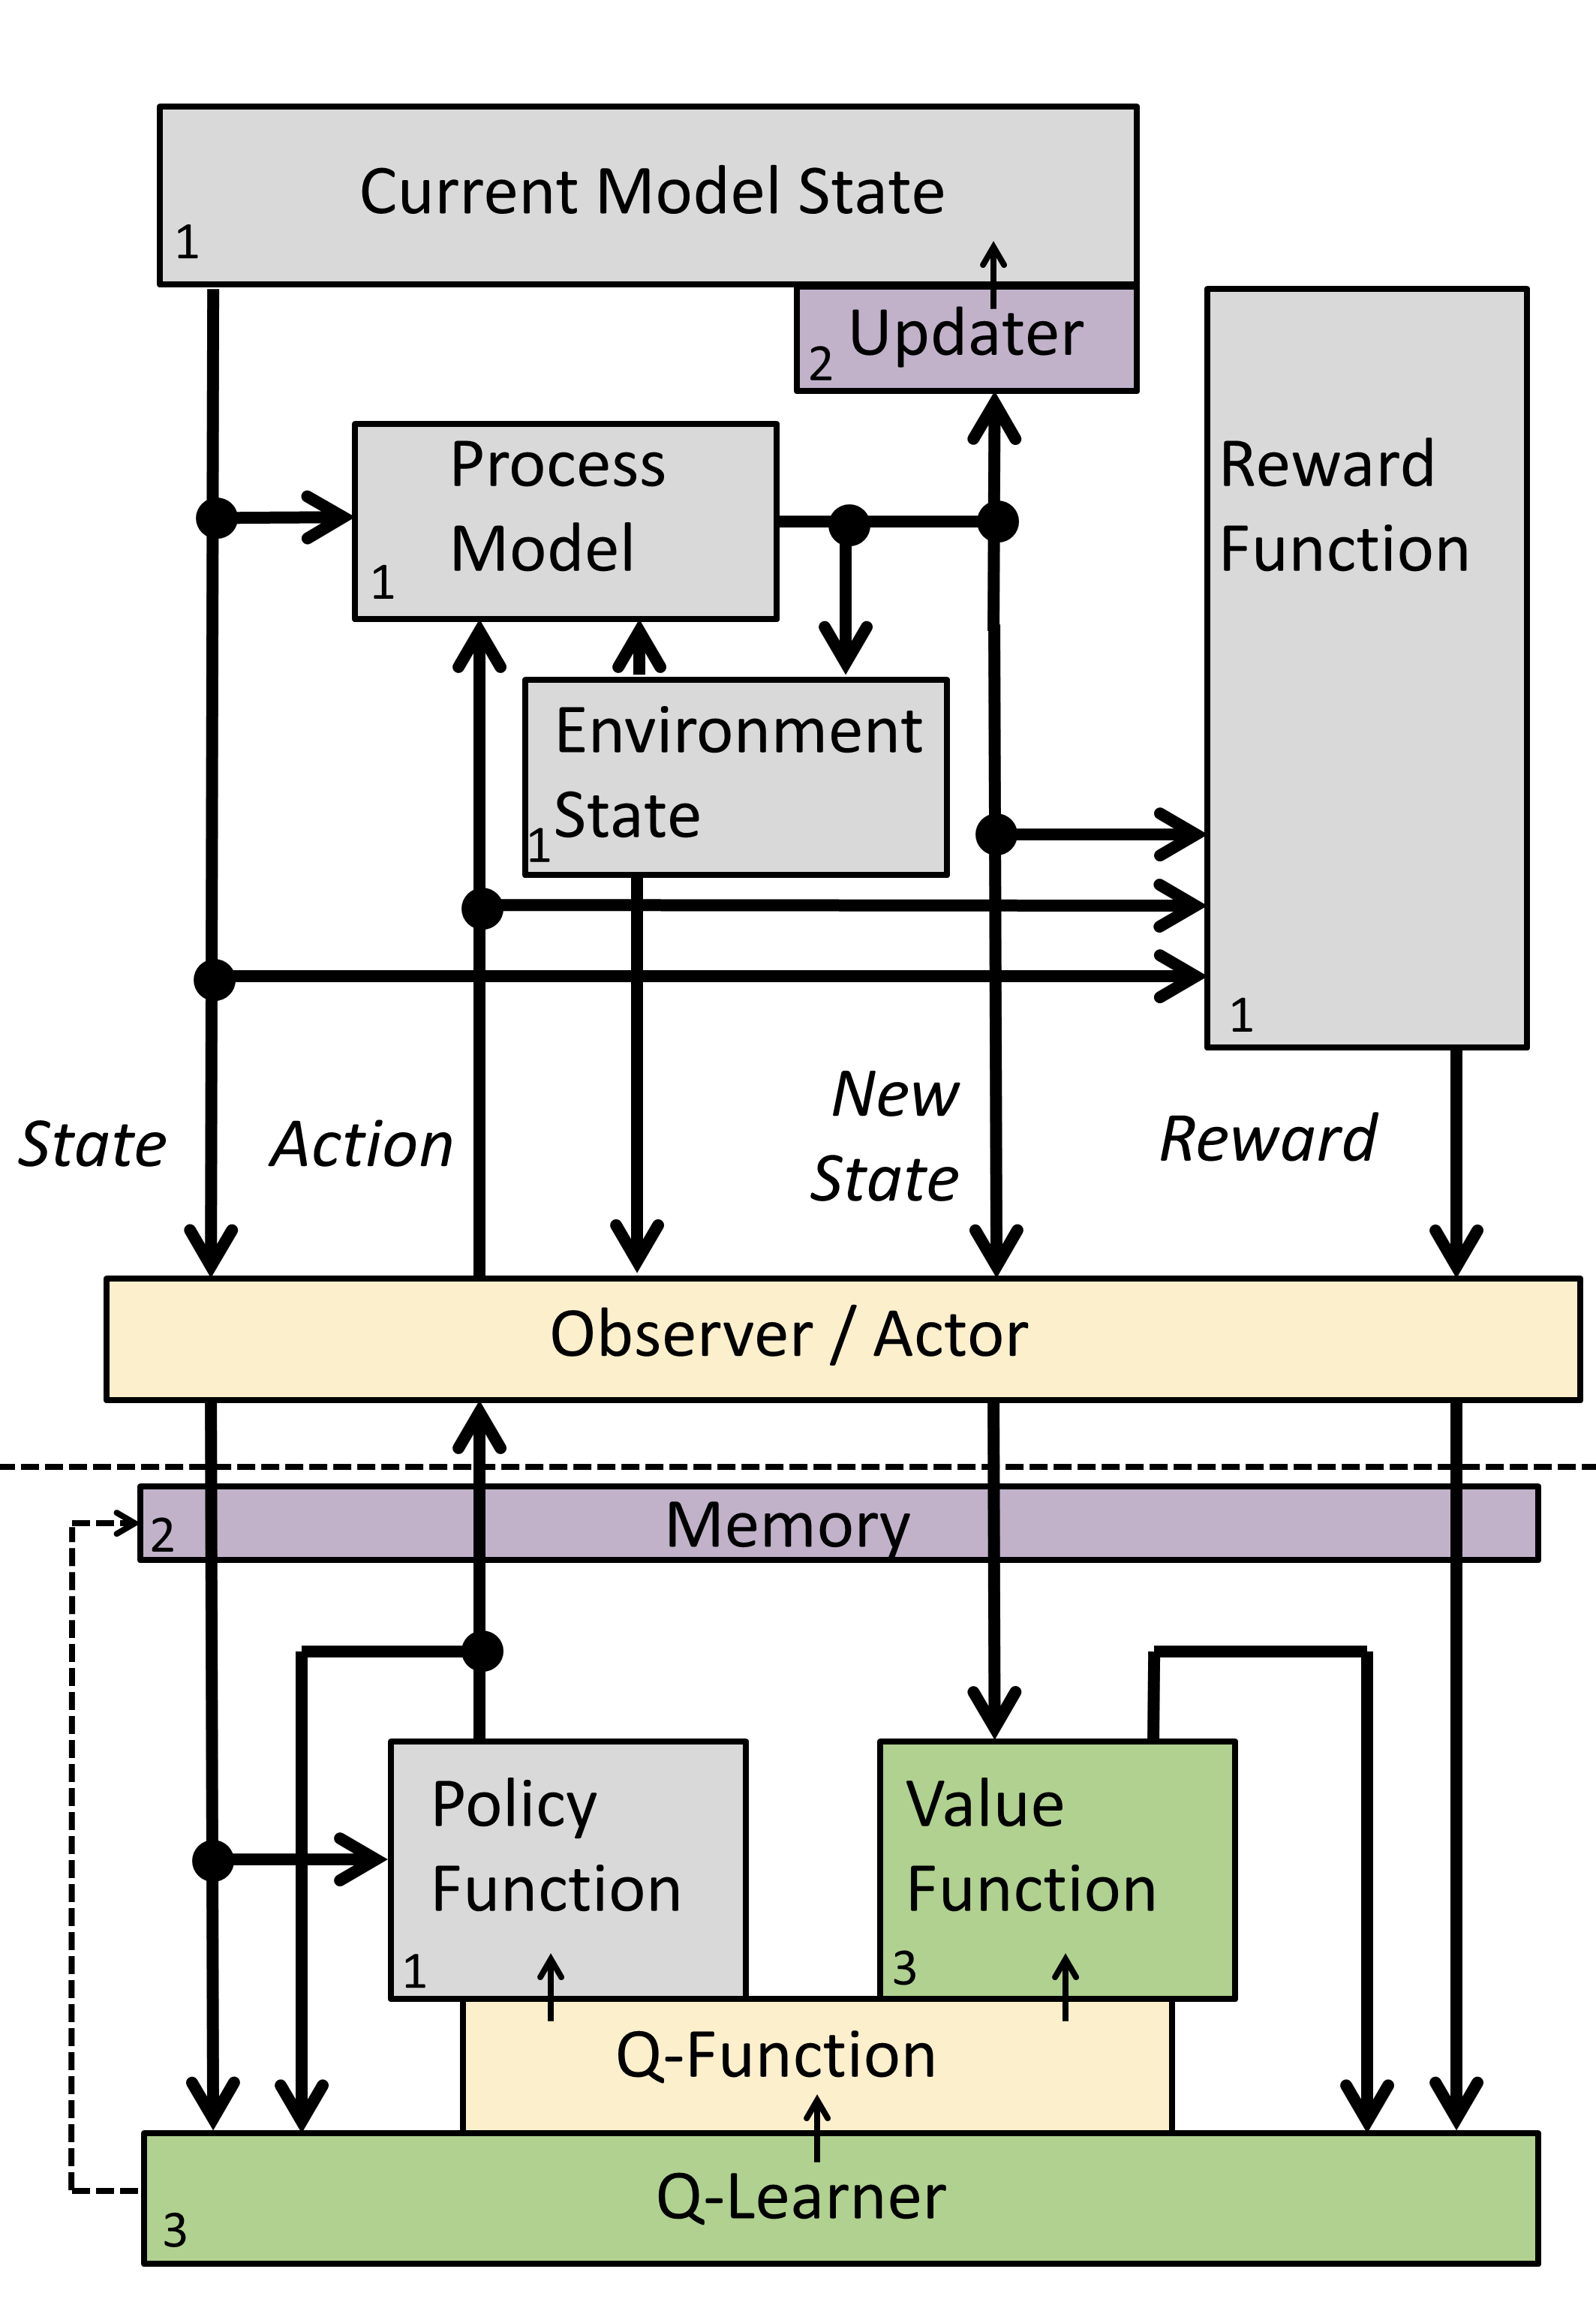 Current Model State
1
Updater
2
Process
Model
1
Reward
Function
1
Environment
State
1
State
Action
New
State
Reward
Observer / Actor
Memory
2
Policy
Function
1
Value
Function
3
Q-Function
Q-Learner
3